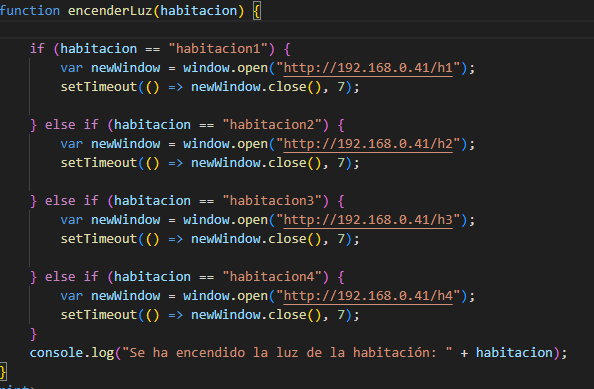 function encenderLuz(habitacion) {
if (habitacion == "habitacion1") {
var newWindow = window.open("http://192.168.0.41/h1");
setTimeout(() => newWindow.close(), 7);
} else if (habitacion == "habitacion2") {
var newWindow = window.open("http://192.168.0.41/h2");
setTimeout(() => newWindow.close(), 7);
} else if (habitacion == "habitacion3") {
var newWindow = window.open("http://192.168.0.41/h3");
setTimeout(() => newWindow.close(), 7);
} else if (habitacion == "habitacion4") {
var newWindow = window.open("http://192.168.0.41/h4");
setTimeout(() => newWindow.close(), 7);
}
console.log("Se ha encendido la luz de la habitación: " + habitacion);
}